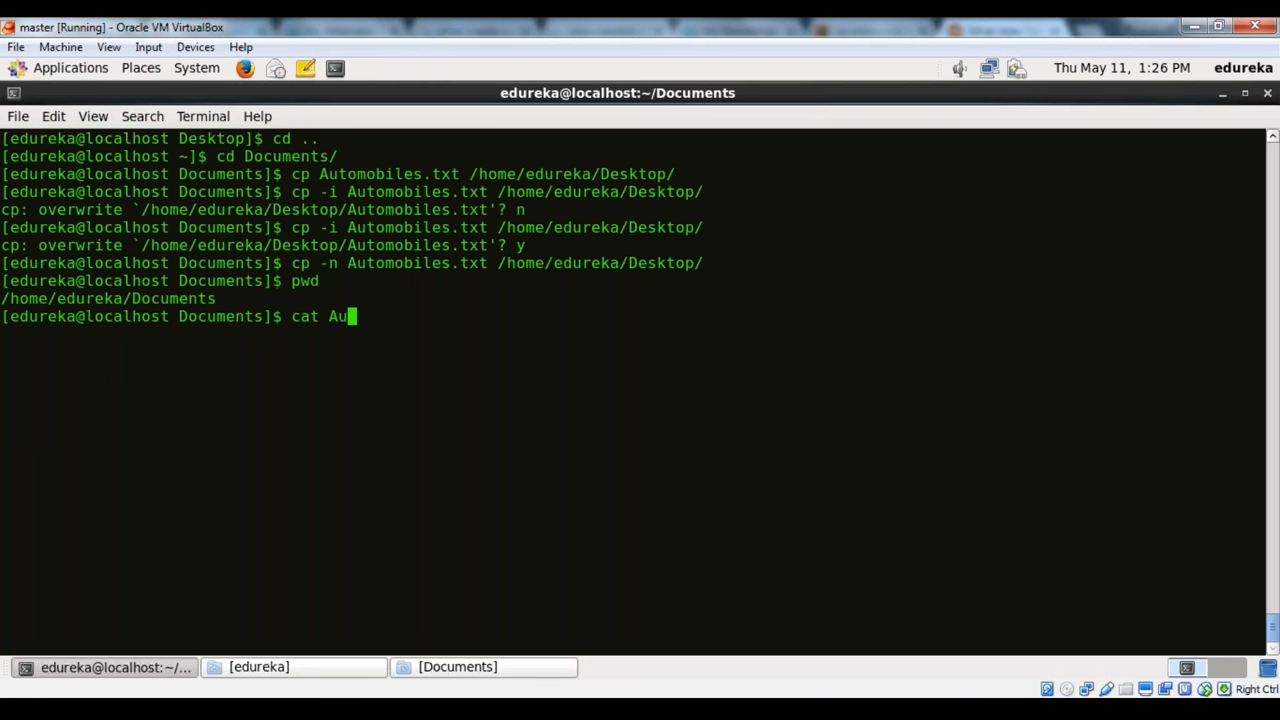 master [Running] - Oracle VM VirtualBox
File Machine View Input Devices Help
Applications Places System Thu May 11, 1:26 PM edureka
edureka@localhost:~/Documents
File Edit View Search Terminal Help
[edureka@localhost Desktop]$ cd ..
[edureka@localhost ~]$ cd Documents/
[edureka@localhost Documents]$ cp Automobiles.txt /home/edureka/Desktop/
[edureka@localhost Documents]$ cp -i Automobiles.txt /home/edureka/Desktop/
cp: overwrite `/home/edureka/Desktop/Automobiles.txt'? n
[edureka@localhost Documents]$ cp -i Automobiles.txt /home/edureka/Desktop/
cp: overwrite `/home/edureka/Desktop/Automobiles.txt'? y
[edureka@localhost Documents]$ cp -n Automobiles.txt /home/edureka/Desktop/
[edureka@localhost Documents]$ pwd
/home/edureka/Documents
[edureka@localhost Documents]$ cat Au
edureka@localhost:~/... [edureka] [Documents]
Right Ctrl